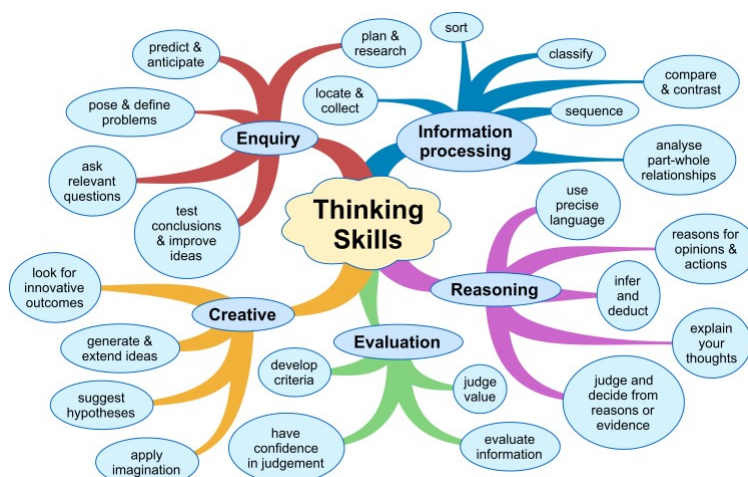 Thinking
Skills
Enquiry
predict &
anticipate
plan &
research
pose & define
problems
ask
relevant
questions
test
conclusions
& improve
ideas
Information
processing
sort
classify
locate &
collect
compare
& contrast
sequence
analyse
part-whole
relationships
Reasoning
use
precise
language
reasons for
opinions &
actions
infer
and
deduct
explain
your
thoughts
judge and
decide from
reasons or
evidence
Evaluation
develop
criteria
judge
value
have
confidence
in judgement
evaluate
information
Creative
look for
innovative
outcomes
generate &
extend ideas
suggest
hypotheses
apply
imagination